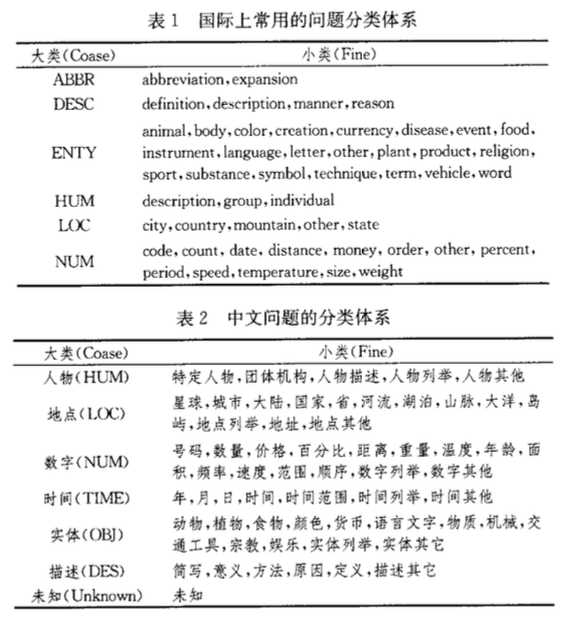 表1 国际上常用的问题分类体系
大类(Coase) 小类(Fine)
ABBR abbreviation,expansion
DESC definition,description,manner,reason
animal,body,color,creation,currency,disease,event,food,
ENTY instrument,language,letter,other,plant,product,religion,
sport,substance,symbol,technique,term,vehicle,word
HUM description,group,individual
LOC city,country,mountain,other,state
NUM code,count,date,distance,money,order,other,percent,
period,speed,temperature,size,weight
表2 中文问题的分类体系
大类(Coase) 小类(Fine)
人物(HUM) 特定人物,团体机构,人物描述,人物列举,人物其他
地点(LOC) 星球,城市,大陆,国家,省,河流,湖泊,山脉,大洋,岛
屿,地点列举,地址,地点其他
数字(NUM) 号码,数量,价格,百分比,距离,重量,温度,年龄,面
积,频率,速度,范围,顺序,数字列举,数字其他
时间(TIME) 年,月,日,时间,时间范围,时间列举,时间其他
实体(OBJ) 动物,植物,食物,颜色,货币,语言文字,物质,机械,交
通工具,宗教,娱乐,实体列举,实体其它
描述(DES) 简写,意义,方法,原因,定义,描述其它
未知(Unknown) 未知